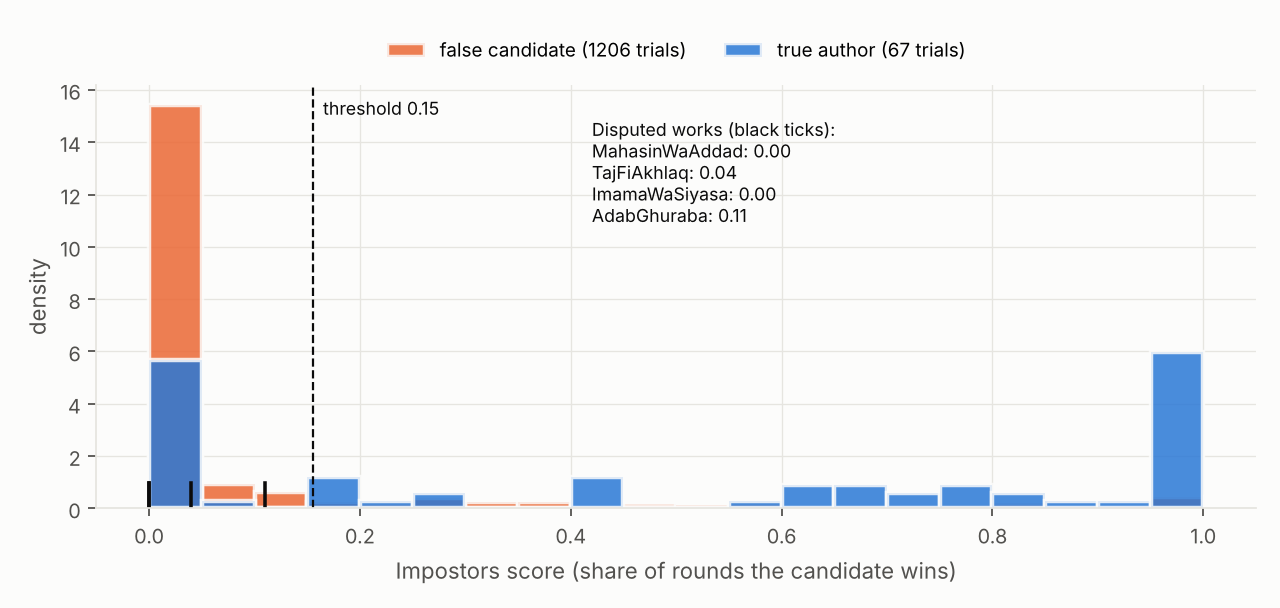 false candidate (1206 trials)
true author (67 trials)
16
14
12
10
8
6
4
2
0
density
threshold 0.15
Disputed works (black ticks):
MahasinWaAddad: 0.00
TajFiAkhlaq: 0.04
ImamaWaSiyasa: 0.00
AdabGhuraba: 0.11
0.0
0.2
0.4
0.6
0.8
1.0
Impostors score (share of rounds the candidate wins)